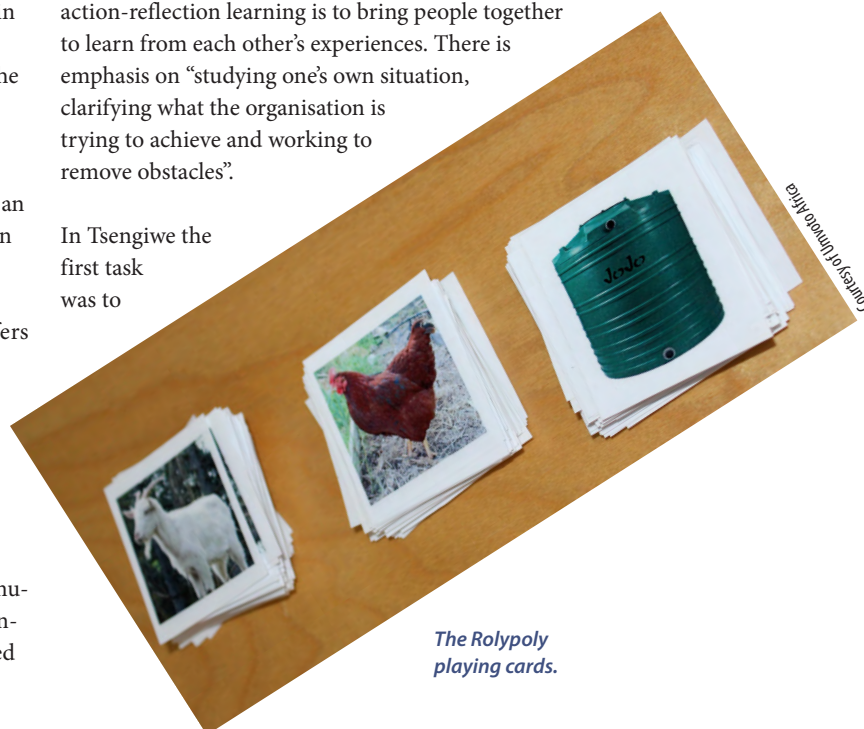 action-reflection learning is to bring people together
to learn from each other’s experiences. There is
emphasis on “studying one’s own situation,
clarifying what the organisation is
trying to achieve and working to
remove obstacles”.
In Tsengiwe the
first task
was to
JoJo
Courtesy of Umvoto Africa
The Rolypoly
playing cards.